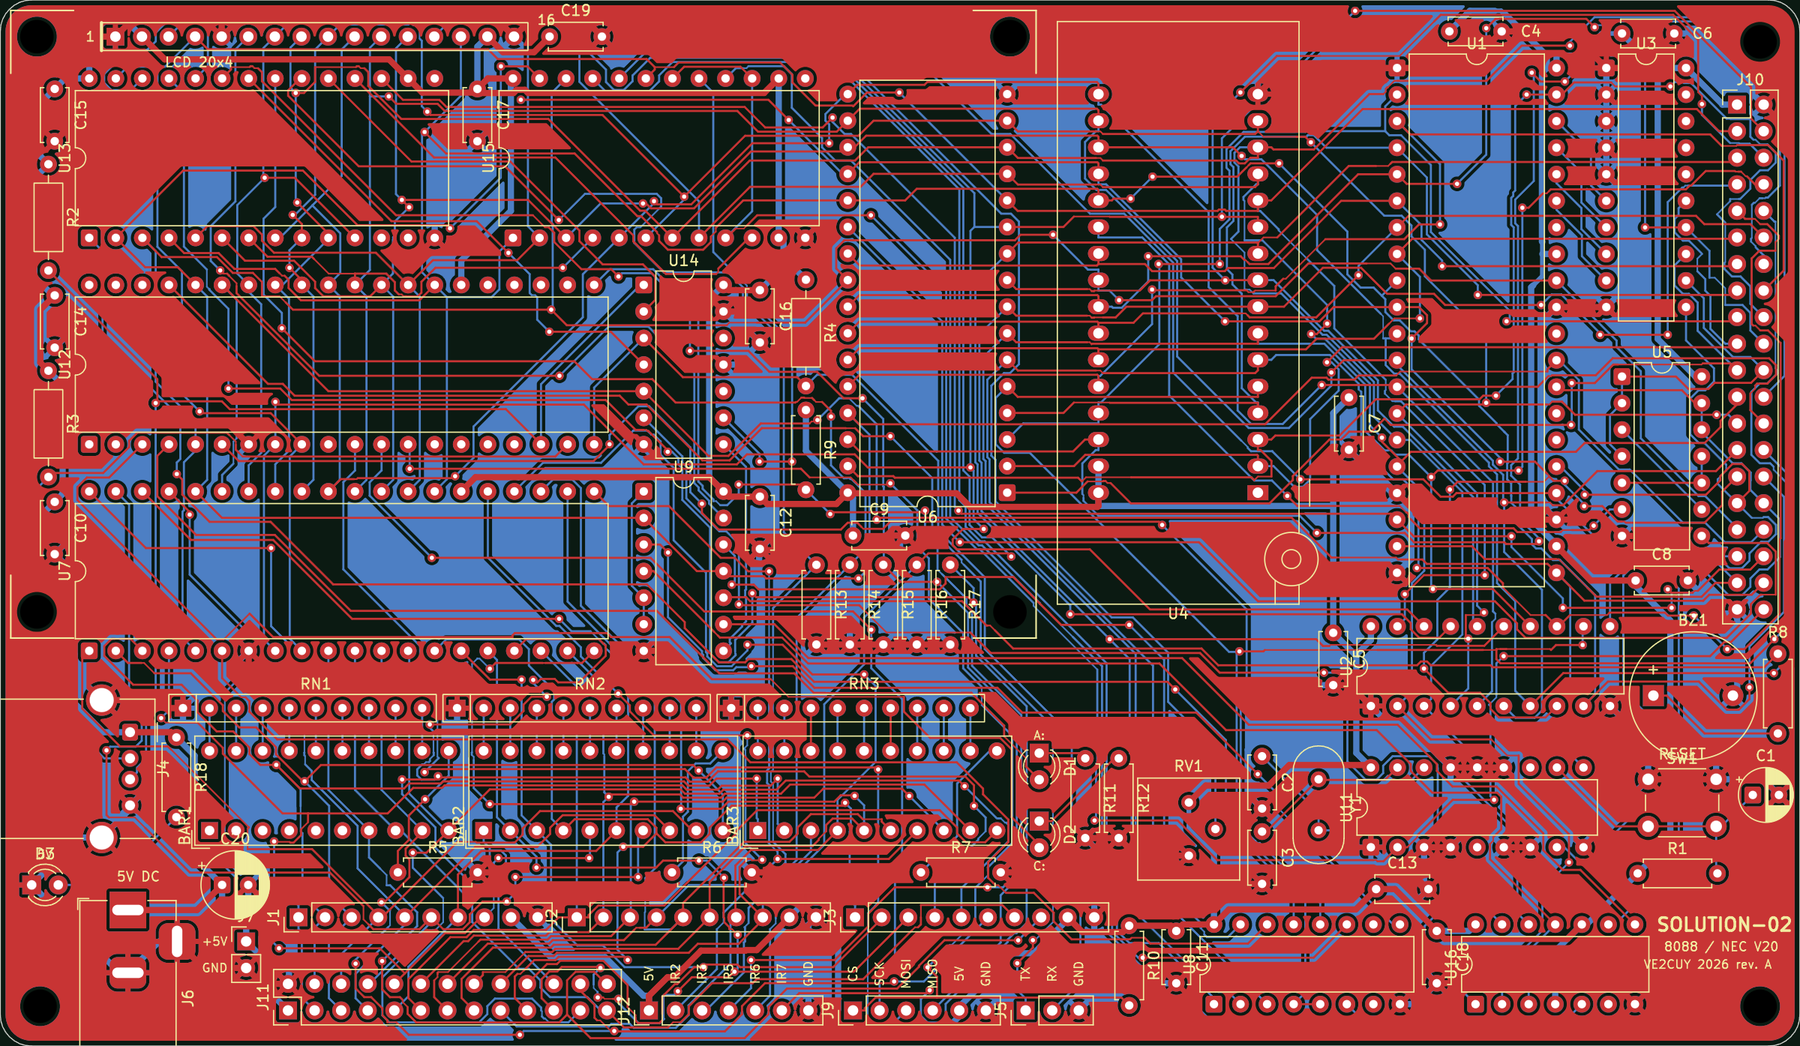 C19
16
1
LCD 20x4
C4
C6
U1
U3
J10
C15
C17
U13
U15
R2
U14
C14
C16
R4
U12
U5
R3
R9
C7
U9
C10
C12
C9
U6
U7
C8
R13
R14
R15
R16
R17
U4
BZ1
R8
+
U2
C5
RN1
RN2
RN3
A:
RESET
SW1
C1
+
J4
R18
D1
RV1
C2
R11
R12
U11
BAR1
BAR2
BAR3
D2
C20
+
R5
R6
R7
C:
C3
C13
R1
5V DC
J1
J2
J3
SOLUTION-02
+5V
GND
8088 / NEC V20
VE2CUY 2026 rev. A
5V
IR2
IR3
IR5
IR6
IR7
GND
CS
SCK
MOSI
MISO
5V
GND
TX
RX
GND
R10
U8
C11
U16
C18
J6
J11
J12
J9
J5